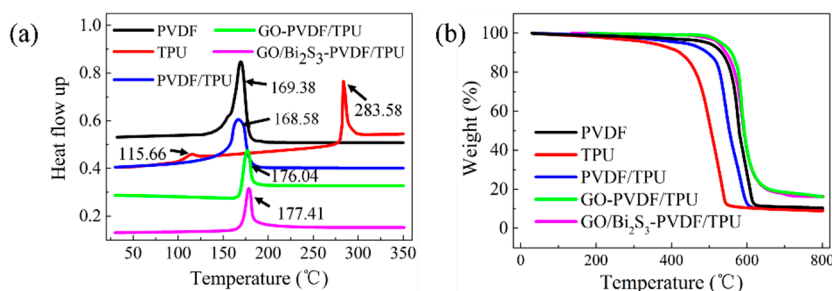 (a)
Heat flow up
1.0
0.8
0.6
0.4
0.2
PVDF
TPU
PVDF/TPU
GO-PVDF/TPU
GO/Bi₂S₃-PVDF/TPU
169.38
168.58
283.58
115.66
176.04
177.41
50 100 150 200 250 300 350
Temperature (℃)
(b)
Weight (%)
100
80
60
40
20
0
PVDF
TPU
PVDF/TPU
GO-PVDF/TPU
GO/Bi₂S₃-PVDF/TPU
0 200 400 600 800
Temperature (℃)